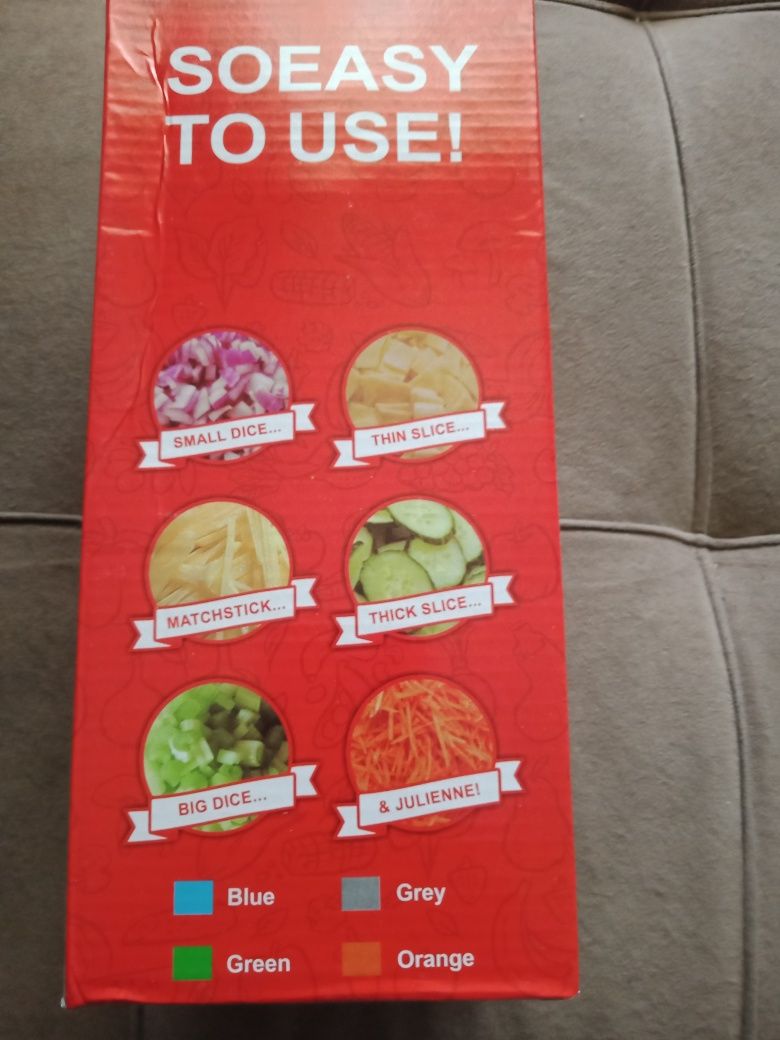 SOEASY
TO USE!
SMALL DICE...
THIN SLICE...
MATCHSTICK...
THICK SLICE...
BIG DICE...
& JULIENNE!
Blue
Grey
Green
Orange